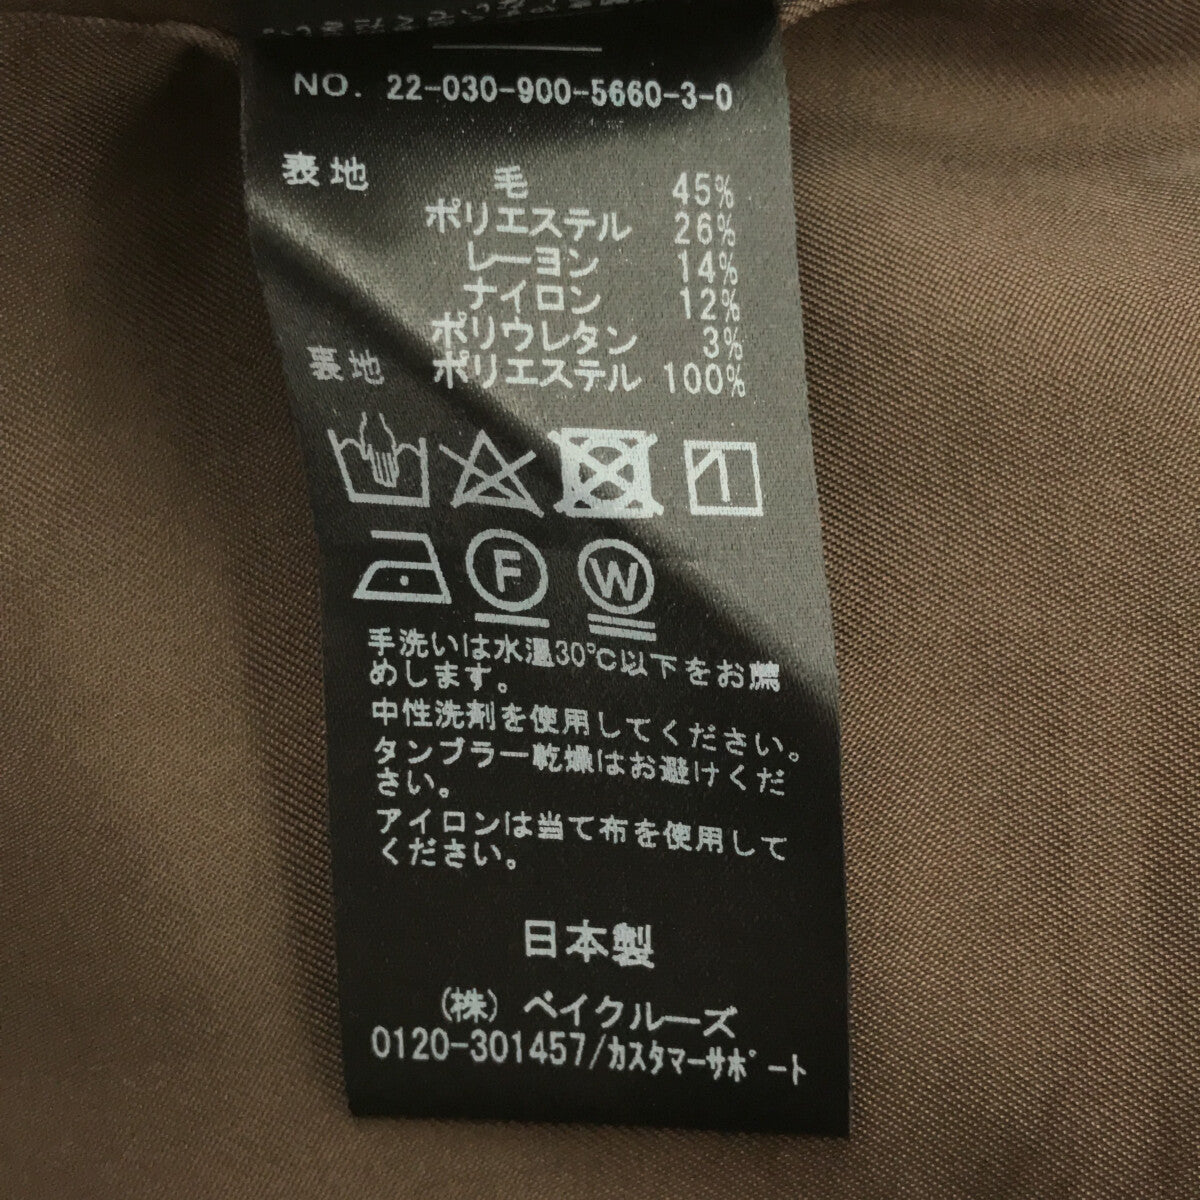 NO. 22-030-900-5660-3-0
表地 毛 45%
ポリエステル 26%
レーヨン 14%
ナイロン 12%
ポリウレタン 3%
表地 ポリエステル 100%
F W
手洗いは水温30℃以下をお薦
めします。
中性洗剤を使用してください。
タンブラー乾燥はお避けくだ
さい。
アイロンは当て布を使用して
ください。
日本製
(株) ベイクルーズ
0120-301457/カスタマーサポート